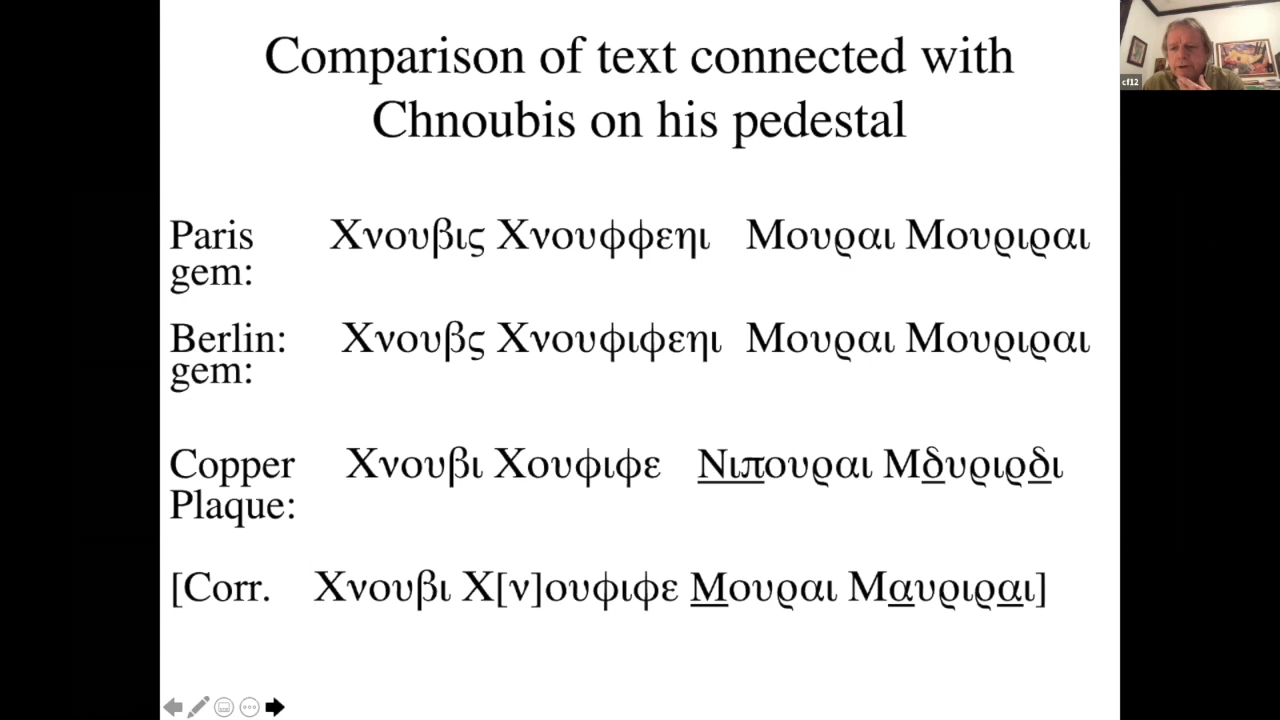 Comparison of text connected with
Chnoubis on his pedestal
cf12
Paris Χνουβις Χνουφφεηι Μουραι Μουριραι
gem:
Berlin: Χνουβς Χνουφιφεηι Μουραι Μουριραι
gem:
Copper Χνουβι Χουφιφε Νιπουραι Μδυριρδι
Plaque:
[Corr. Χνουβι Χ[ν]ουφιφε Μουραι Μαυριραι]